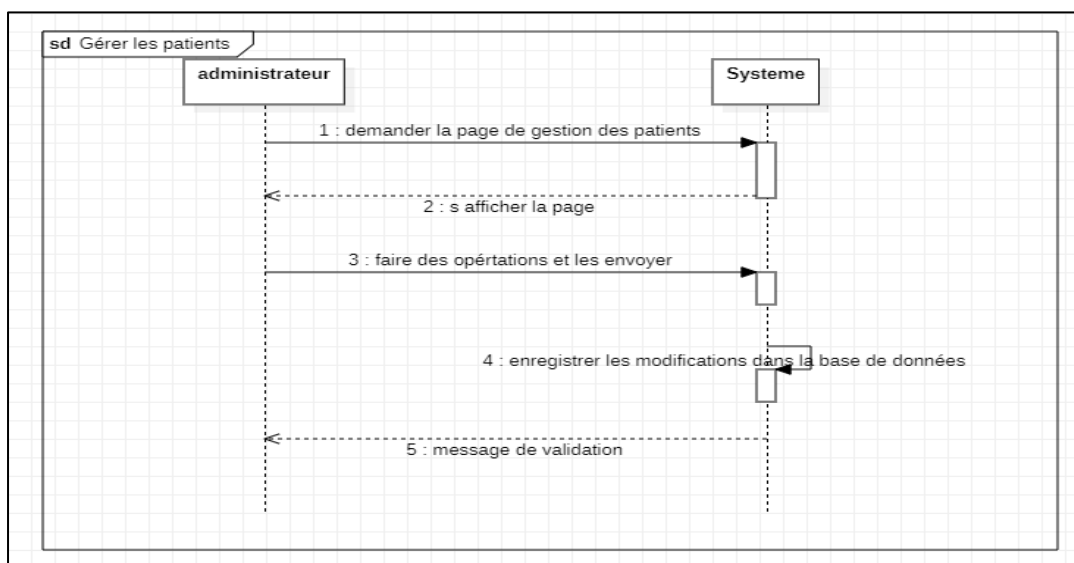 sd Gérer les patients
administrateur
Systeme
1 : demander la page de gestion des patients
2 : s afficher la page
3 : faire des opértations et les envoyer
4 : enregistrer les modifications dans la base de données
5 : message de validation